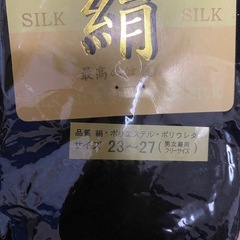 SILK 絹 SILK
最高の
品質 絹・ポリエステル・ポリウレタ
サイズ 23〜27 (男女兼用 フリーサイズ)